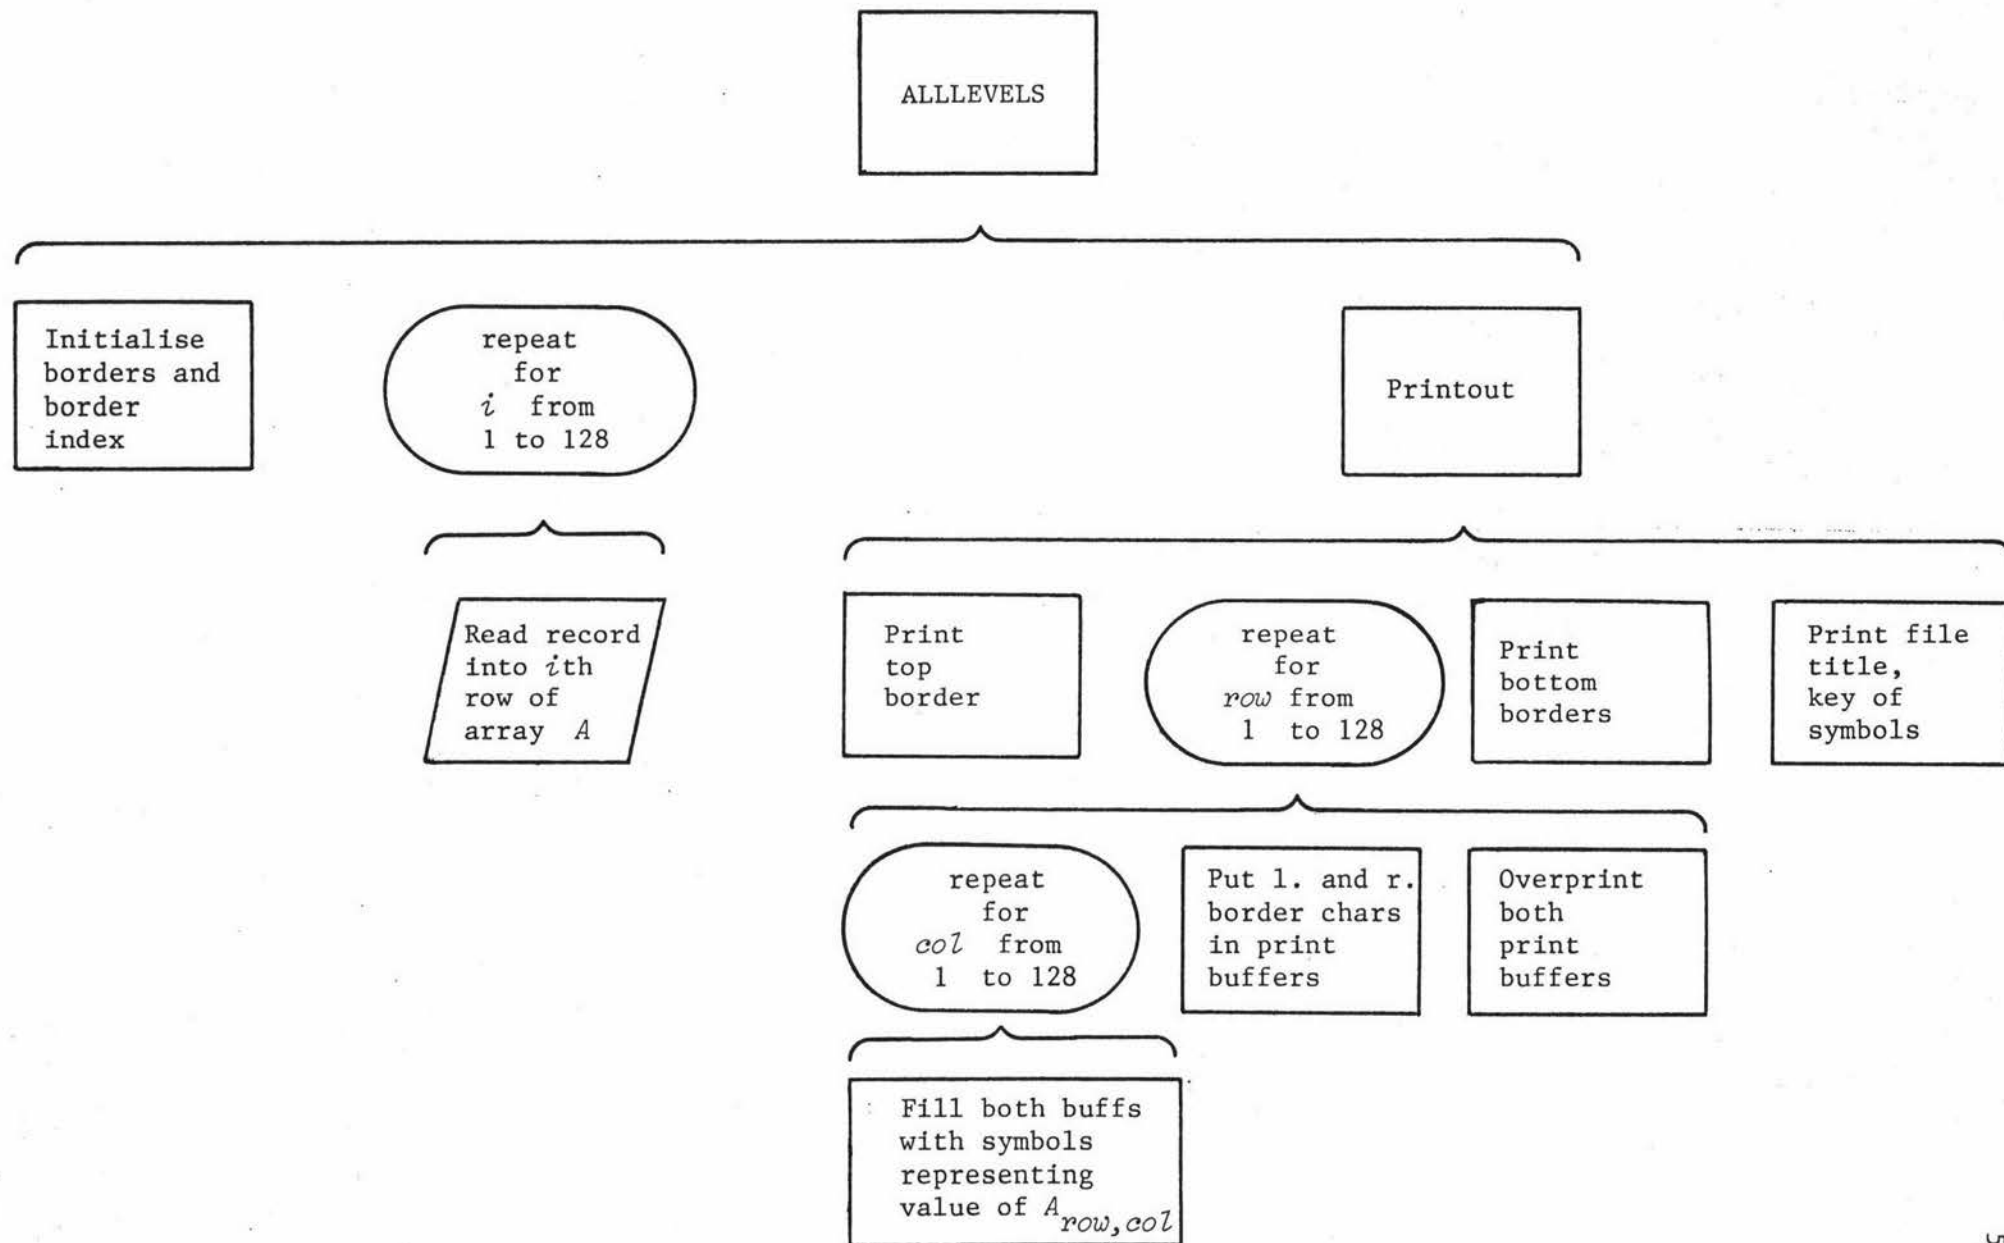 ALLLEVELS
Initialise
borders and
border
index
repeat
for
i from
1 to 128
Printout
Read record
into ith
row of
array A
Print
top
border
repeat
for
row from
1 to 128
Print
bottom
borders
Print file
title,
key of
symbols
repeat
for
col from
1 to 128
Put l. and r.
border chars
in print
buffers
Overprint
both
print
buffers
Fill both buffs
with symbols
representing
value of A row,col